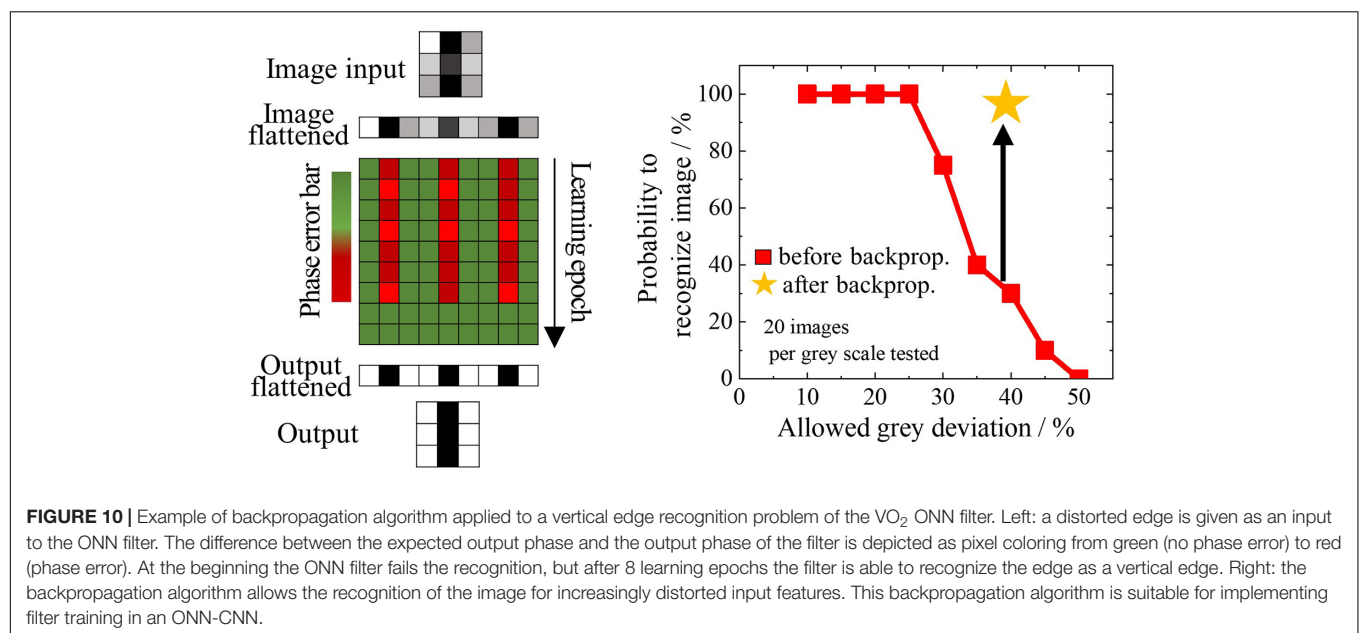 Image input
Image
flattened
Phase error bar
Learning epoch
Output
flattened
Output
Probability to
recognize image / %
100
80
60
40
20
0
before backprop.
after backprop.
20 images
per grey scale tested
0 10 20 30 40 50
Allowed grey deviation / %
FIGURE 10 | Example of backpropagation algorithm applied to a vertical edge recognition problem of the VO₂ ONN filter. Left: a distorted edge is given as an input
to the ONN filter. The difference between the expected output phase and the output phase of the filter is depicted as pixel coloring from green (no phase error) to red
(phase error). At the beginning the ONN filter fails the recognition, but after 8 learning epochs the filter is able to recognize the edge as a vertical edge. Right: the
backpropagation algorithm allows the recognition of the image for increasingly distorted input features. This backpropagation algorithm is suitable for implementing
filter training in an ONN-CNN.